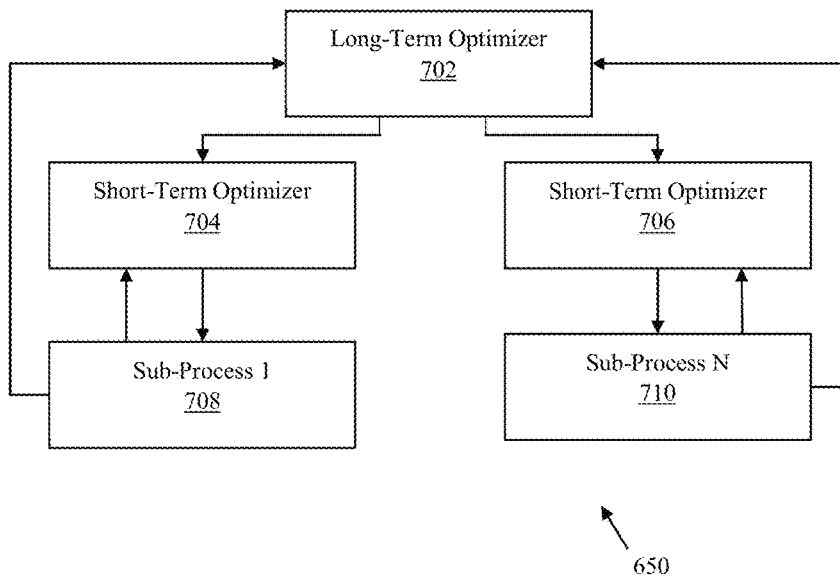 Long-Term Optimizer
702
Short-Term Optimizer
704
Short-Term Optimizer
706
Sub-Process 1
708
Sub-Process N
710
650